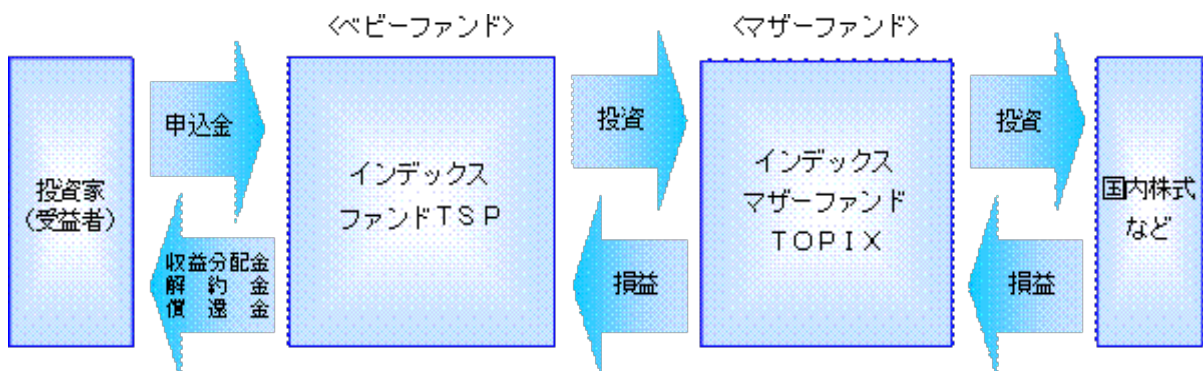 〈ベビーファンド〉
〈マザーファンド〉
投資家
（受益者）
申込金
収益分配金
解約金
償還金
インデックス
ファンドＴＳＰ
投資
損益
インデックス
マザーファンド
ＴＯＰＩＸ
投資
損益
国内株式
など